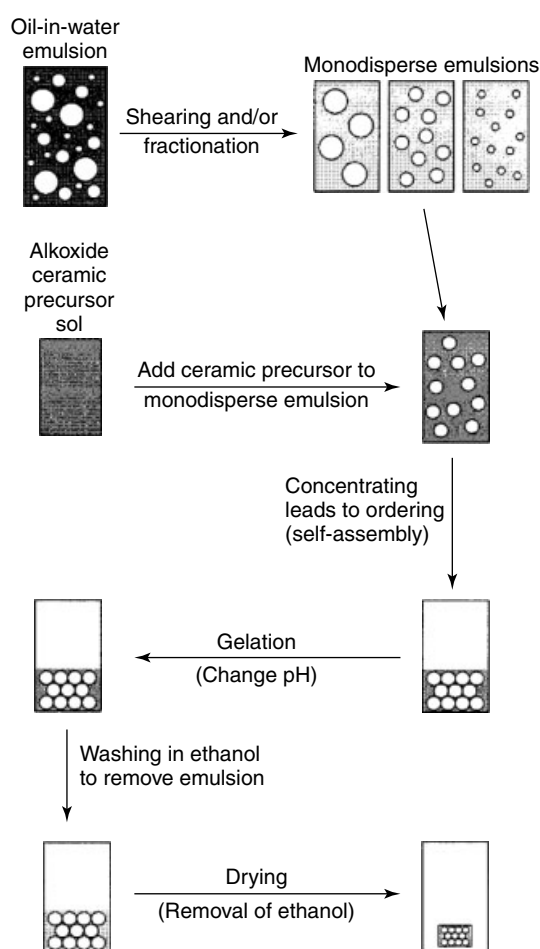 Oil-in-water
emulsion
Monodisperse emulsions
Shearing and/or
fractionation
Alkoxide
ceramic
precursor
sol
Add ceramic precursor to
monodisperse emulsion
Concentrating
leads to ordering
(self-assembly)
Gelation
(Change pH)
Washing in ethanol
to remove emulsion
Drying
(Removal of ethanol)